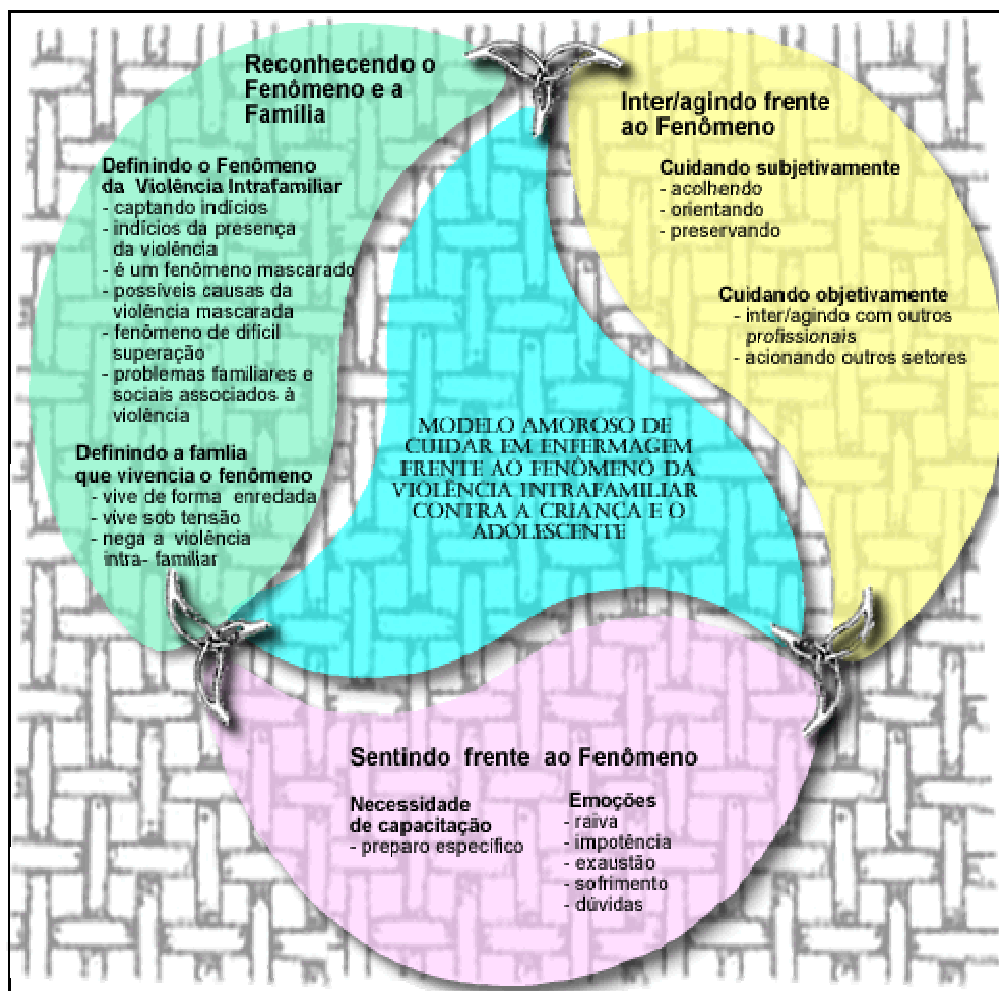 Reconhecendo o
Fenômeno e a
Família
Definindo o Fenômeno
da Violência Intrafamiliar
- captando indícios
- indícios da presença
da violência
- é um fenômeno mascarado
- possíveis causas da
violência mascarada
- fenômeno de difícil
superação
- problemas familiares e
sociais associados à
violência
Definindo a famlia
que vivencia o fenômeno
- vive de forma enredada
- vive sob tensão
- nega a violência
intra- familiar
Inter/agindo frente
ao Fenômeno
Cuidando subjetivamente
- acolhendo
- orientando
- preservando
Cuidando objetivamente
- inter/agindo com outros
profissionais
- acionando outros setores
MODELO AMOROSO DE
CUIDAR EM ENFERMAGEM
FRENTE AO FENÔMENO DA
VIOLÊNCIA INTRAFAMILIAR
CONTRA A CRIANÇA E O
ADOLESCENTE
Sentindo frente ao Fenômeno
Necessidade
de capacitação
- preparo específico
Emoções
- raiva
- impotência
- exaustão
- sofrimento
- dúvidas